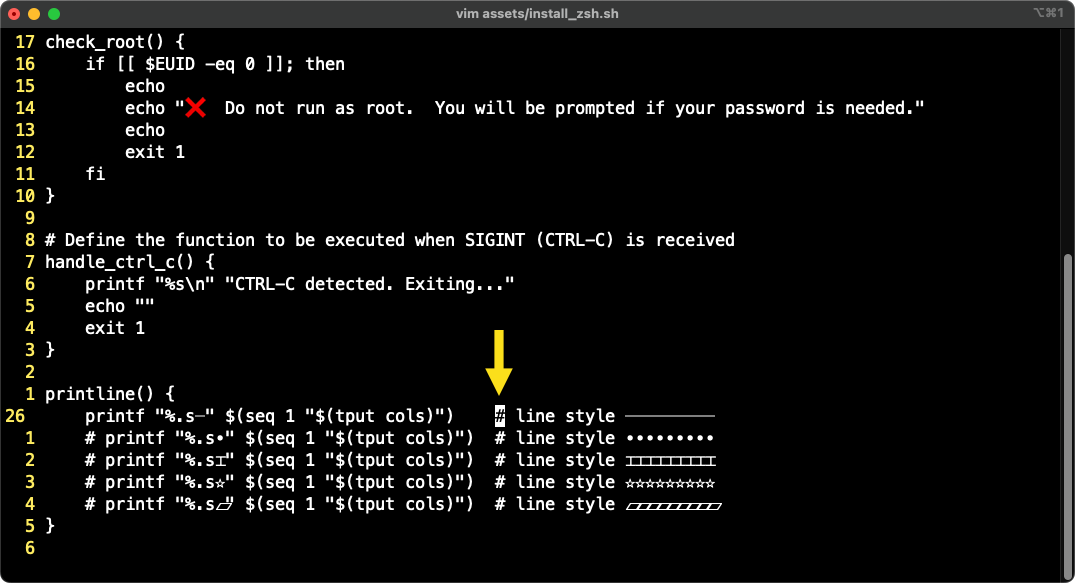 vim assets/install_zsh.sh ⌥⌘1
17 check_root() {
16     if [[ $EUID -eq 0 ]]; then
15         echo
14         echo "❌  Do not run as root.  You will be prompted if your password is needed."
13         echo
12         exit 1
11     fi
10 }
9
8 # Define the function to be executed when SIGINT (CTRL-C) is received
7 handle_ctrl_c() {
6     printf "%s\n" "CTRL-C detected. Exiting..."
5     echo ""
4     exit 1
3 }
2
1 printline() {
26     printf "%.s─" $(seq 1 "$(tput cols)")    # line style ─────────
1     # printf "%.s•" $(seq 1 "$(tput cols)")  # line style •••••••••
2     # printf "%.s⌶" $(seq 1 "$(tput cols)")  # line style ⌶⌶⌶⌶⌶⌶⌶⌶⌶
3     # printf "%.s☆" $(seq 1 "$(tput cols)")  # line style ☆☆☆☆☆☆☆☆☆
4     # printf "%.s▱" $(seq 1 "$(tput cols)")  # line style ▱▱▱▱▱▱▱▱▱
5 }
6